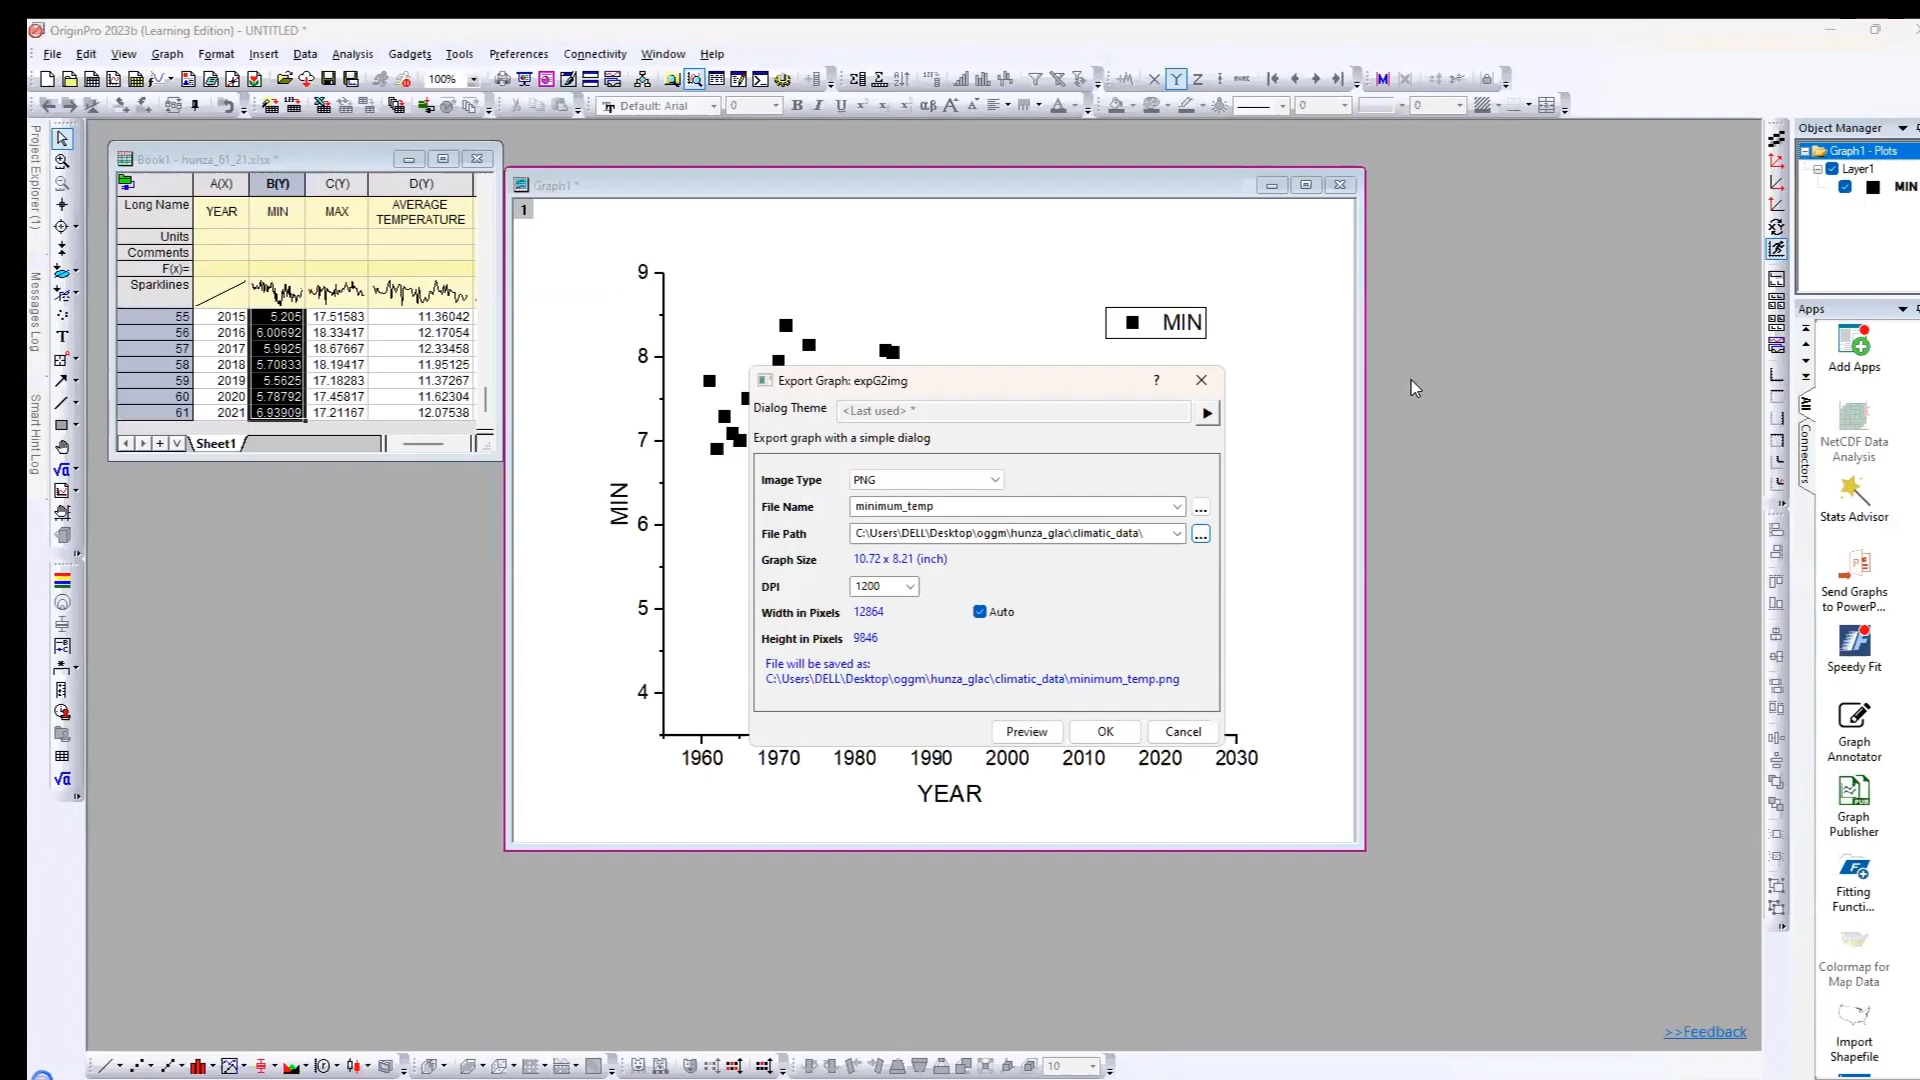 OriginPro 2023b (Learning Edition) - UNTITLED *
File Edit View Graph Format Insert Data Analysis Gadgets Tools Preferences Connectivity Window Help
100%
Default: Arial 0 B I U αβ A 0 0
Project Explorer (1)
Messages Log
Smart Hint Log
Book1 - hunza_61_21.xlsx *
A(X) B(Y) C(Y) D(Y)
Long Name YEAR MIN MAX AVERAGE TEMPERATURE
Units
Comments
F(x)=
Sparklines
55 2015 5.205 17.51583 11.36042
56 2016 6.00692 18.33417 12.17054
57 2017 5.9925 18.67667 12.33458
58 2018 5.70833 18.19417 11.95125
59 2019 5.5625 17.18283 11.37267
60 2020 5.78792 17.45817 11.62304
61 2021 6.93909 17.21167 12.07538
Sheet1
Graph1 *
1
9
8
7
6
5
4
MIN
MIN
1960 1970 1980 1990 2000 2010 2020 2030
YEAR
Export Graph: expG2img
?
Dialog Theme <Last used> *
Export graph with a simple dialog
Image Type PNG
File Name minimum_temp ...
File Path C:\Users\DELL\Desktop\oggm\hunza_glac\climatic_data\ ...
Graph Size 10.72 x 8.21 (inch)
DPI 1200
Width in Pixels 12864 Auto
Height in Pixels 9846
File will be saved as:
C:\Users\DELL\Desktop\oggm\hunza_glac\climatic_data\minimum_temp.png
Preview OK Cancel
Object Manager
Graph1 - Plots
Layer1
MIN
Apps
All
Connectors
Add Apps
NetCDF Data
Analysis
Stats Advisor
Send Graphs
to PowerP...
Speedy Fit
Graph
Annotator
Graph
Publisher
Fitting
Functi...
Colormap for
Map Data
Import
Shapefile
>>Feedback
10